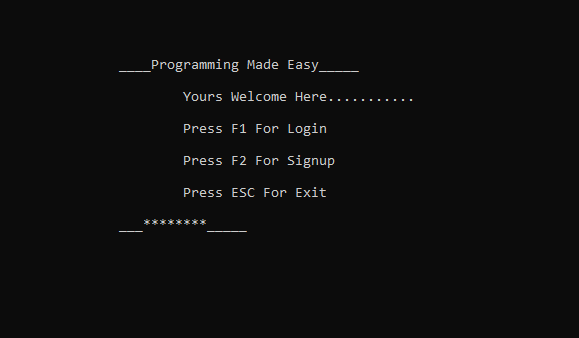 ____Programming Made Easy_____
Yours Welcome Here...........
Press F1 For Login
Press F2 For Signup
Press ESC For Exit
___********_____